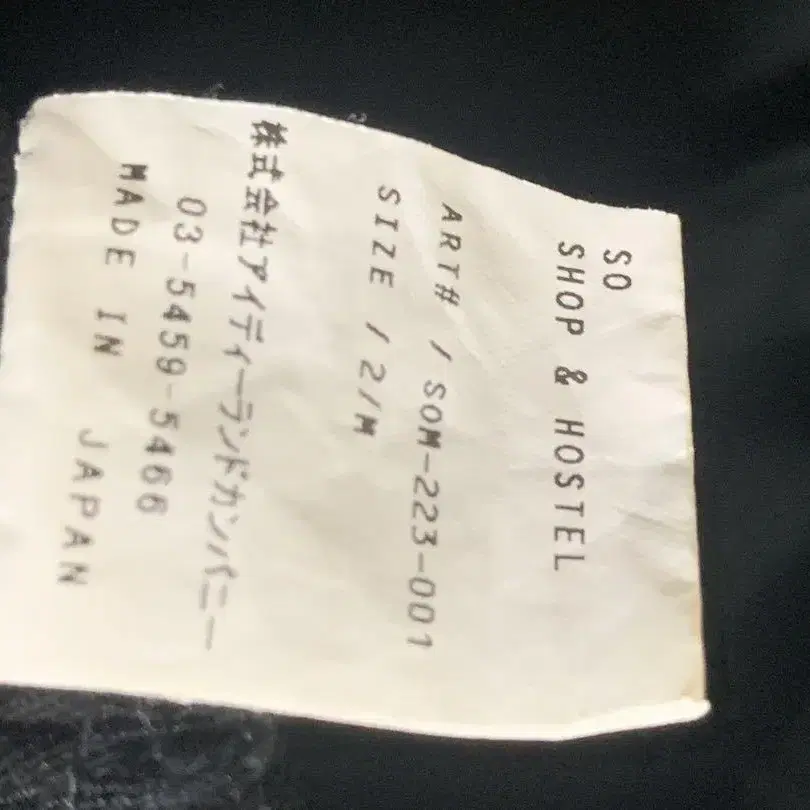 SO
SHOP & HOSTEL
ART# / SOM-223-001
SIZE / 2/M
株式会社アイティーランドカンパニー
03-5459-5466
MADE IN JAPAN